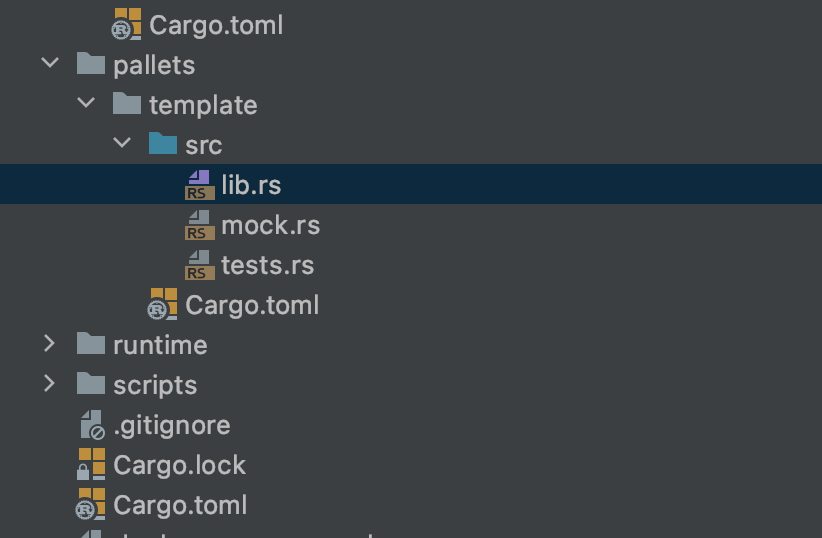 Cargo.toml
pallets
template
src
RS lib.rs
RS mock.rs
RS tests.rs
R Cargo.toml
runtime
scripts
.gitignore
Cargo.lock
Cargo.toml